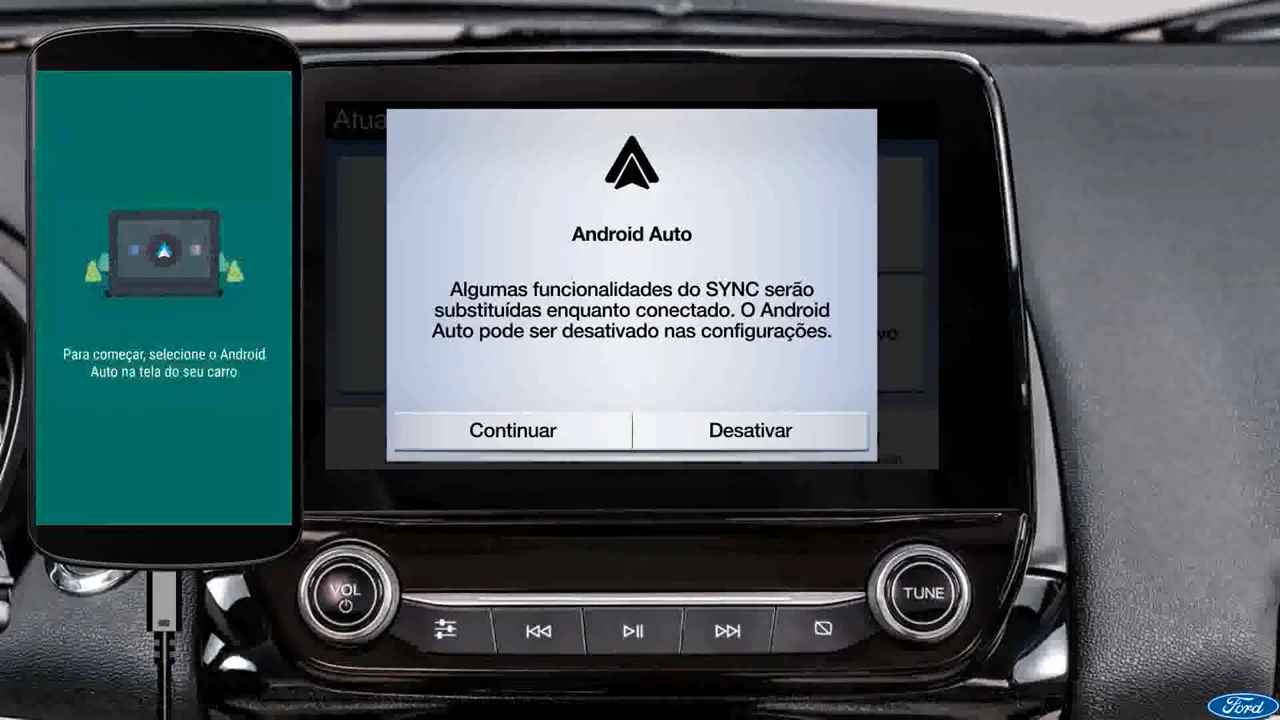 Atua
Android Auto
Algumas funcionalidades do SYNC serão
substituídas enquanto conectado. O Android
Auto pode ser desativado nas configurações.
Continuar
Desativar
Para começar, selecione o Android
Auto na tela do seu carro
VOL
TUNE
Ford